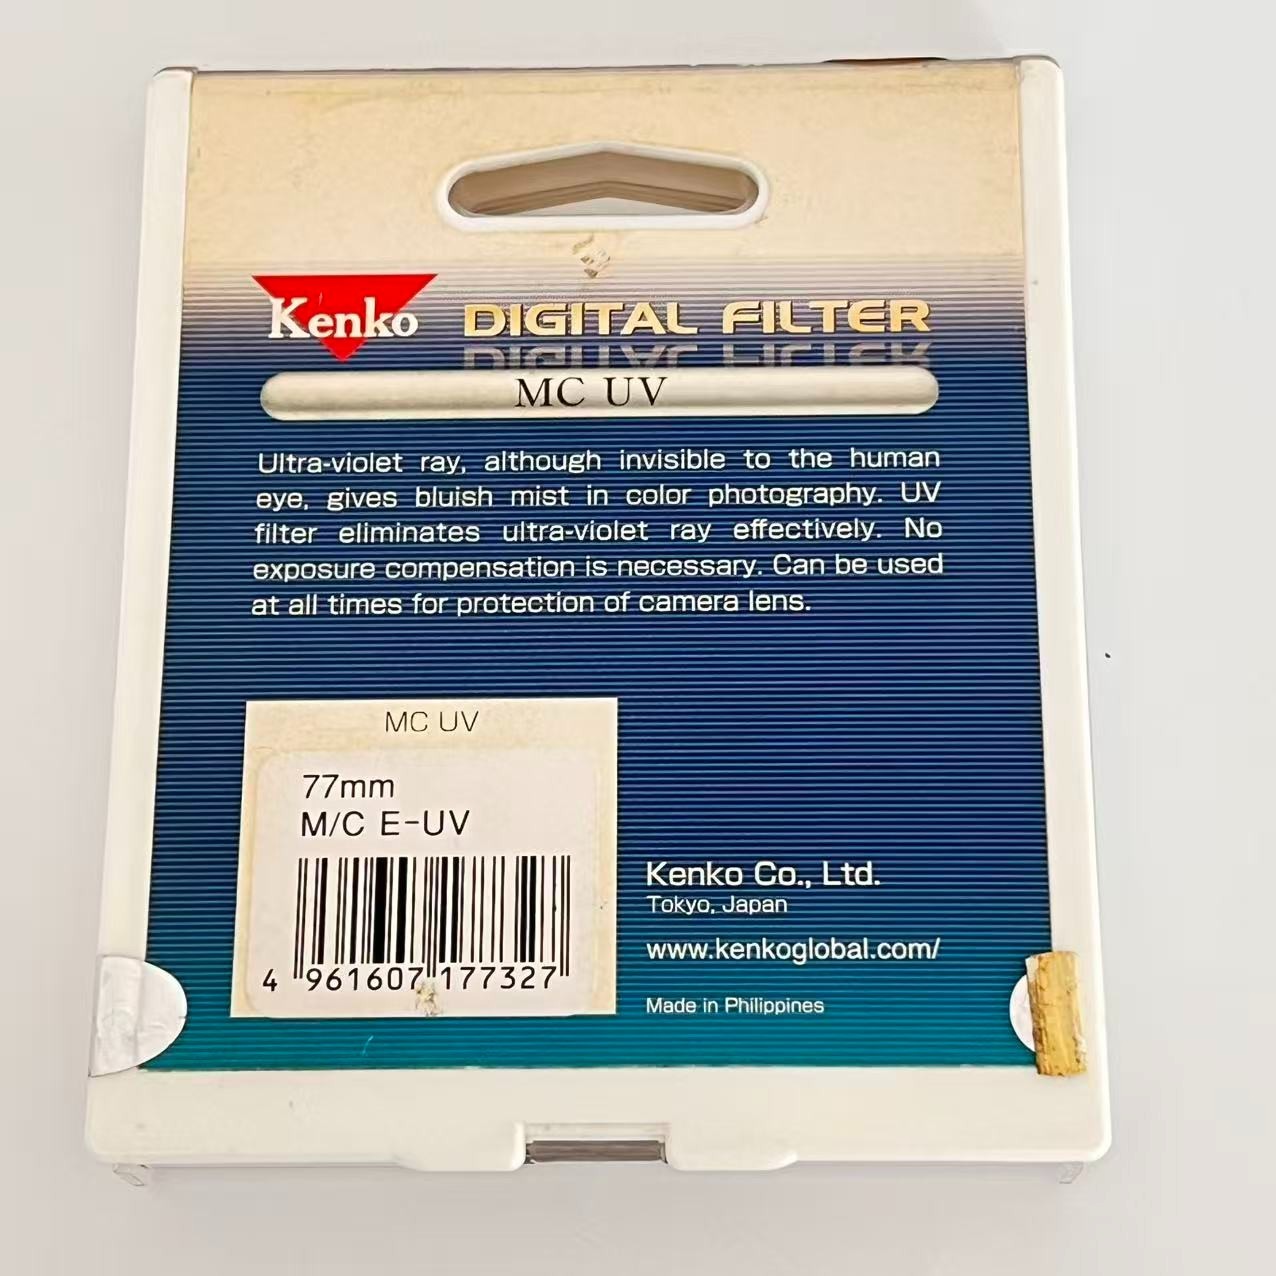 Kenko DIGITAL FILTER
MC UV
Ultra-violet ray, although invisible to the human
eye, gives bluish mist in color photography. UV
filter eliminates ultra-violet ray effectively. No
exposure compensation is necessary. Can be used
at all times for protection of camera lens.
MC UV
77mm
M/C E-UV
4 961607 177327
Kenko Co., Ltd.
Tokyo, Japan
www.kenkoglobal.com/
Made in Philippines